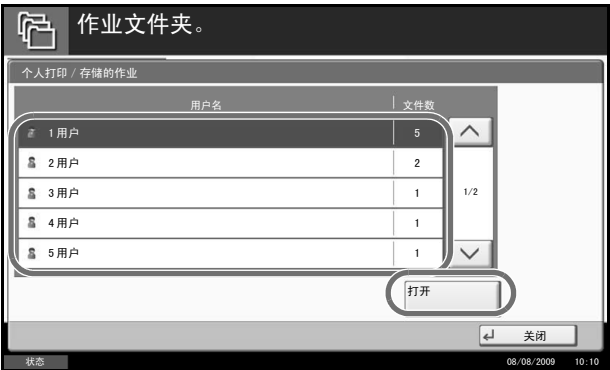 作业文件夹。
个人打印 / 存储的作业
用户名 文件数
1 用户 5
2 用户 2
3 用户 1
1/2
4 用户 1
5 用户 1
打开
关闭
状态 08/08/2009 10:10